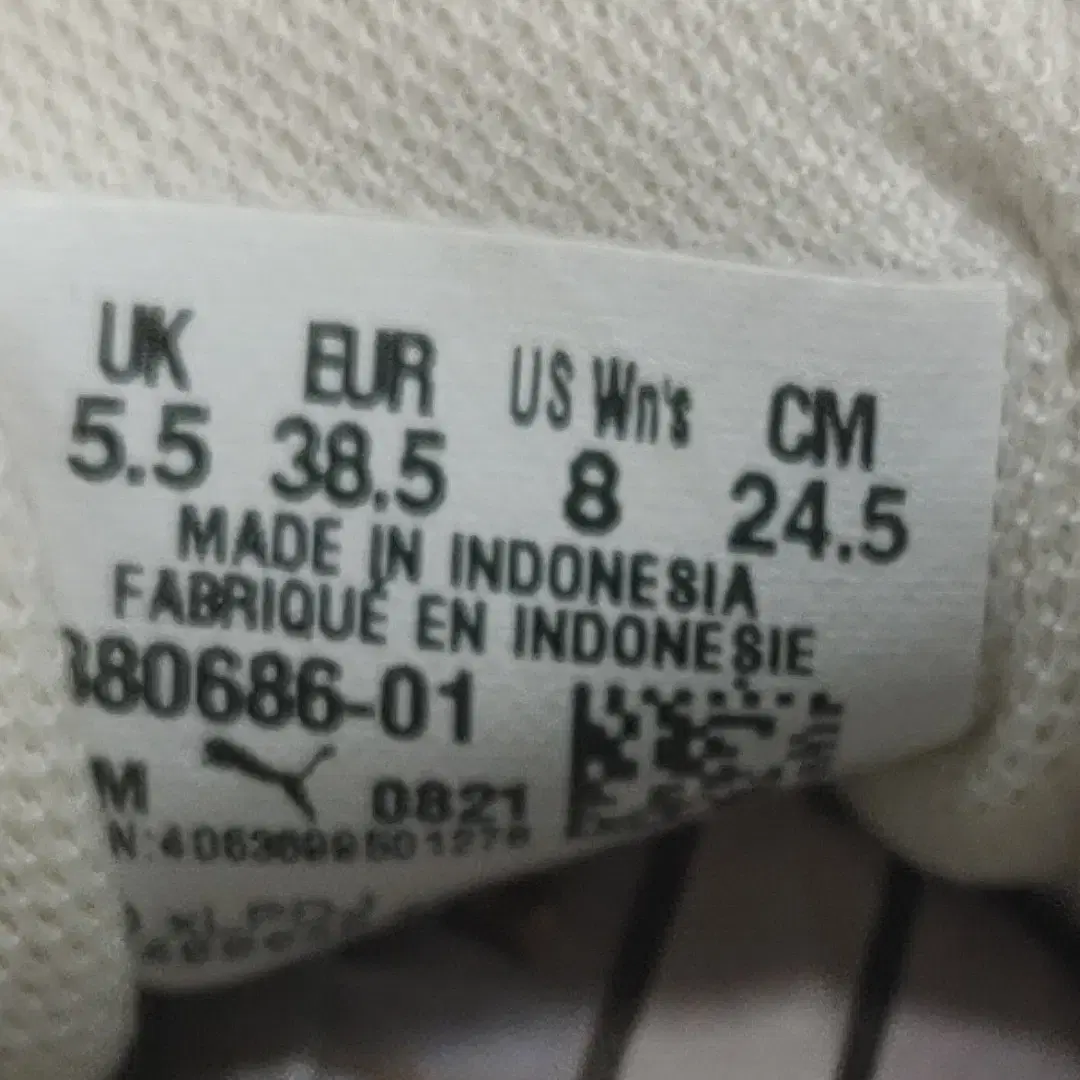 UK EUR US Wn's CM
5.5 38.5 8 24.5
MADE IN INDONESIA
FABRIQUÉ EN INDONESIE
380686-01
M 0821